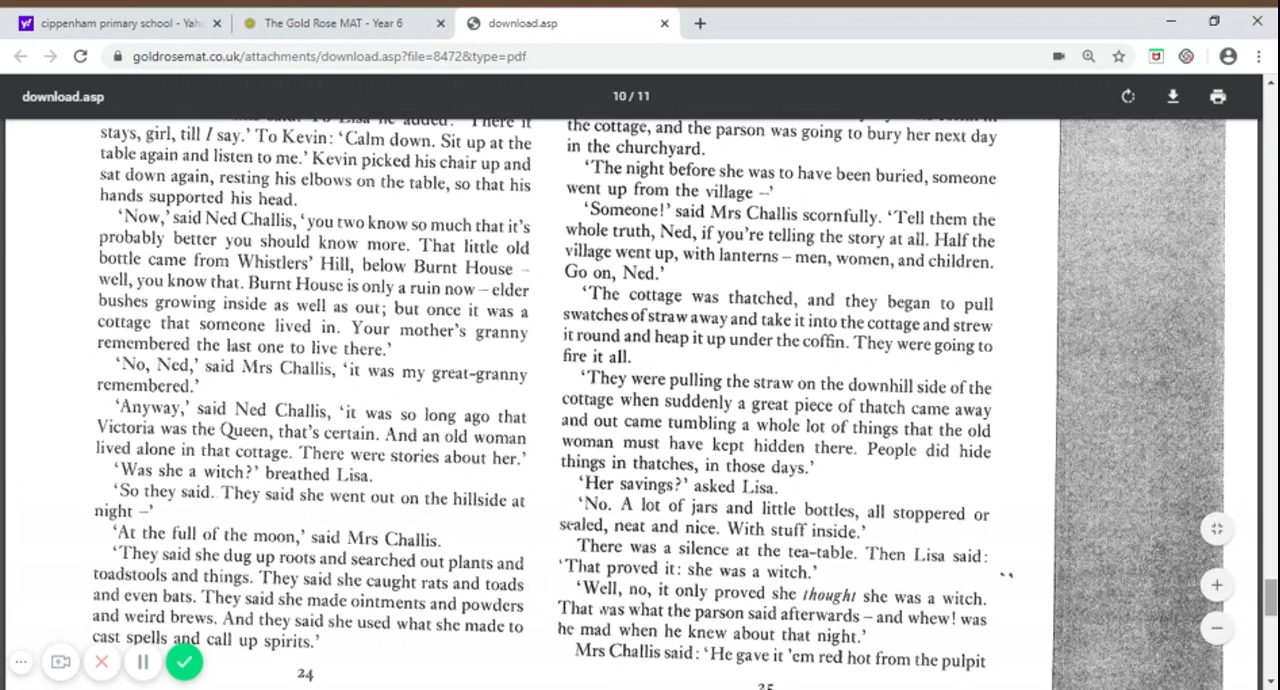 cippenham primary school - Yah
The Gold Rose MAT - Year 6
download.asp
goldrosemat.co.uk/attachments/download.asp?file=8472&type=pdf
download.asp
10 / 11
said. To Lisa he added: 'There it
stays, girl, till I say.' To Kevin: 'Calm down. Sit up at the
table again and listen to me.' Kevin picked his chair up and
sat down again, resting his elbows on the table, so that his
hands supported his head.
'Now,' said Ned Challis, 'you two know so much that it's
probably better you should know more. That little old
bottle came from Whistlers' Hill, below Burnt House –
well, you know that. Burnt House is only a ruin now – elder
bushes growing inside as well as out; but once it was a
cottage that someone lived in. Your mother's granny
remembered the last one to live there.'
'No, Ned,' said Mrs Challis, 'it was my great-granny
remembered.'
'Anyway,' said Ned Challis, 'it was so long ago that
Victoria was the Queen, that's certain. And an old woman
lived alone in that cottage. There were stories about her.'
'Was she a witch?' breathed Lisa.
'So they said. They said she went out on the hillside at
night –'
'At the full of the moon,' said Mrs Challis.
'They said she dug up roots and searched out plants and
toadstools and things. They said she caught rats and toads
and even bats. They said she made ointments and powders
and weird brews. And they said she used what she made to
cast spells and call up spirits.'
24
the cottage, and the parson was going to bury her next day
in the churchyard.
'The night before she was to have been buried, someone
went up from the village –'
'Someone!' said Mrs Challis scornfully. 'Tell them the
whole truth, Ned, if you're telling the story at all. Half the
village went up, with lanterns – men, women, and children.
Go on, Ned.'
'The cottage was thatched, and they began to pull
swatches of straw away and take it into the cottage and strew
it round and heap it up under the coffin. They were going to
fire it all.
'They were pulling the straw on the downhill side of the
cottage when suddenly a great piece of thatch came away
and out came tumbling a whole lot of things that the old
woman must have kept hidden there. People did hide
things in thatches, in those days.'
'Her savings?' asked Lisa.
'No. A lot of jars and little bottles, all stoppered or
sealed, neat and nice. With stuff inside.'
There was a silence at the tea-table. Then Lisa said:
'That proved it: she was a witch.'
'Well, no, it only proved she thought she was a witch.
That was what the parson said afterwards – and whew! was
he mad when he knew about that night.'
Mrs Challis said: 'He gave it 'em red hot from the pulpit
25